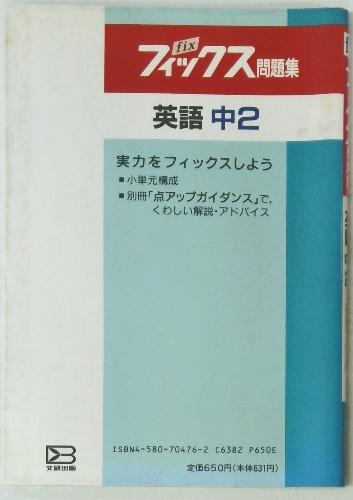 fix
フィックス問題集
英語 中2
実力をフィックスしよう
■小単元構成
■別冊「点アップガイダンス」で,
くわしい解説・アドバイス
ISBN4-580-70476-2 C6382 P650E
文研出版
定価650円(本体631円)